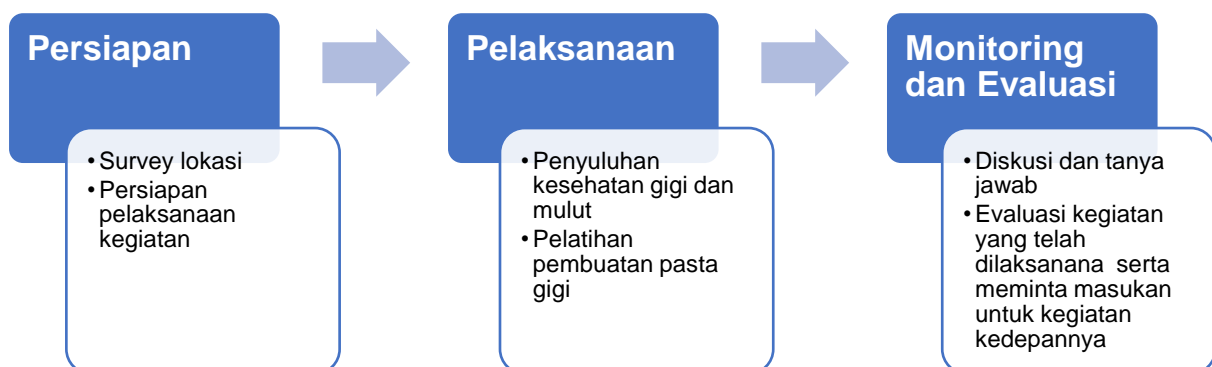 Persiapan
• Survey lokasi
• Persiapan
pelaksanaan
kegiatan
Pelaksanaan
• Penyuluhan
kesehatan gigi dan
mulut
• Pelatihan
pembuatan pasta
gigi
Monitoring
dan Evaluasi
• Diskusi dan tanya
jawab
• Evaluasi kegiatan
yang telah
dilaksanana serta
meminta masukan
untuk kegiatan
kedepannya